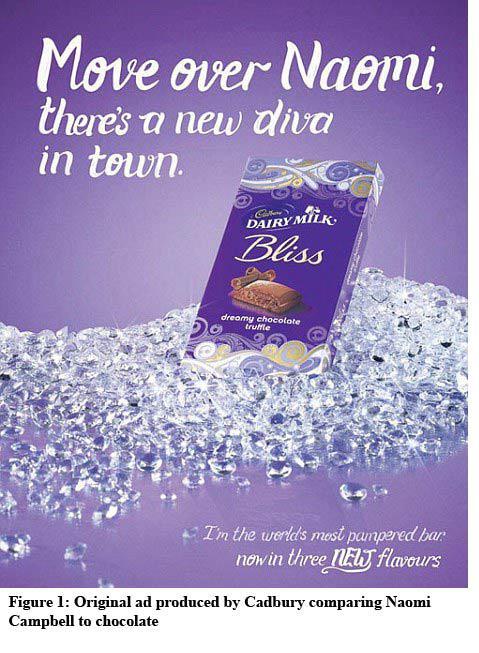 Move over Naomi,
there's a new diva
in town.
Cadbury
DAIRY MILK
Bliss
dreamy chocolate
truffle
I'm the world's most pampered bar
now in three NEW flavours
Figure 1: Original ad produced by Cadbury comparing Naomi
Campbell to chocolate